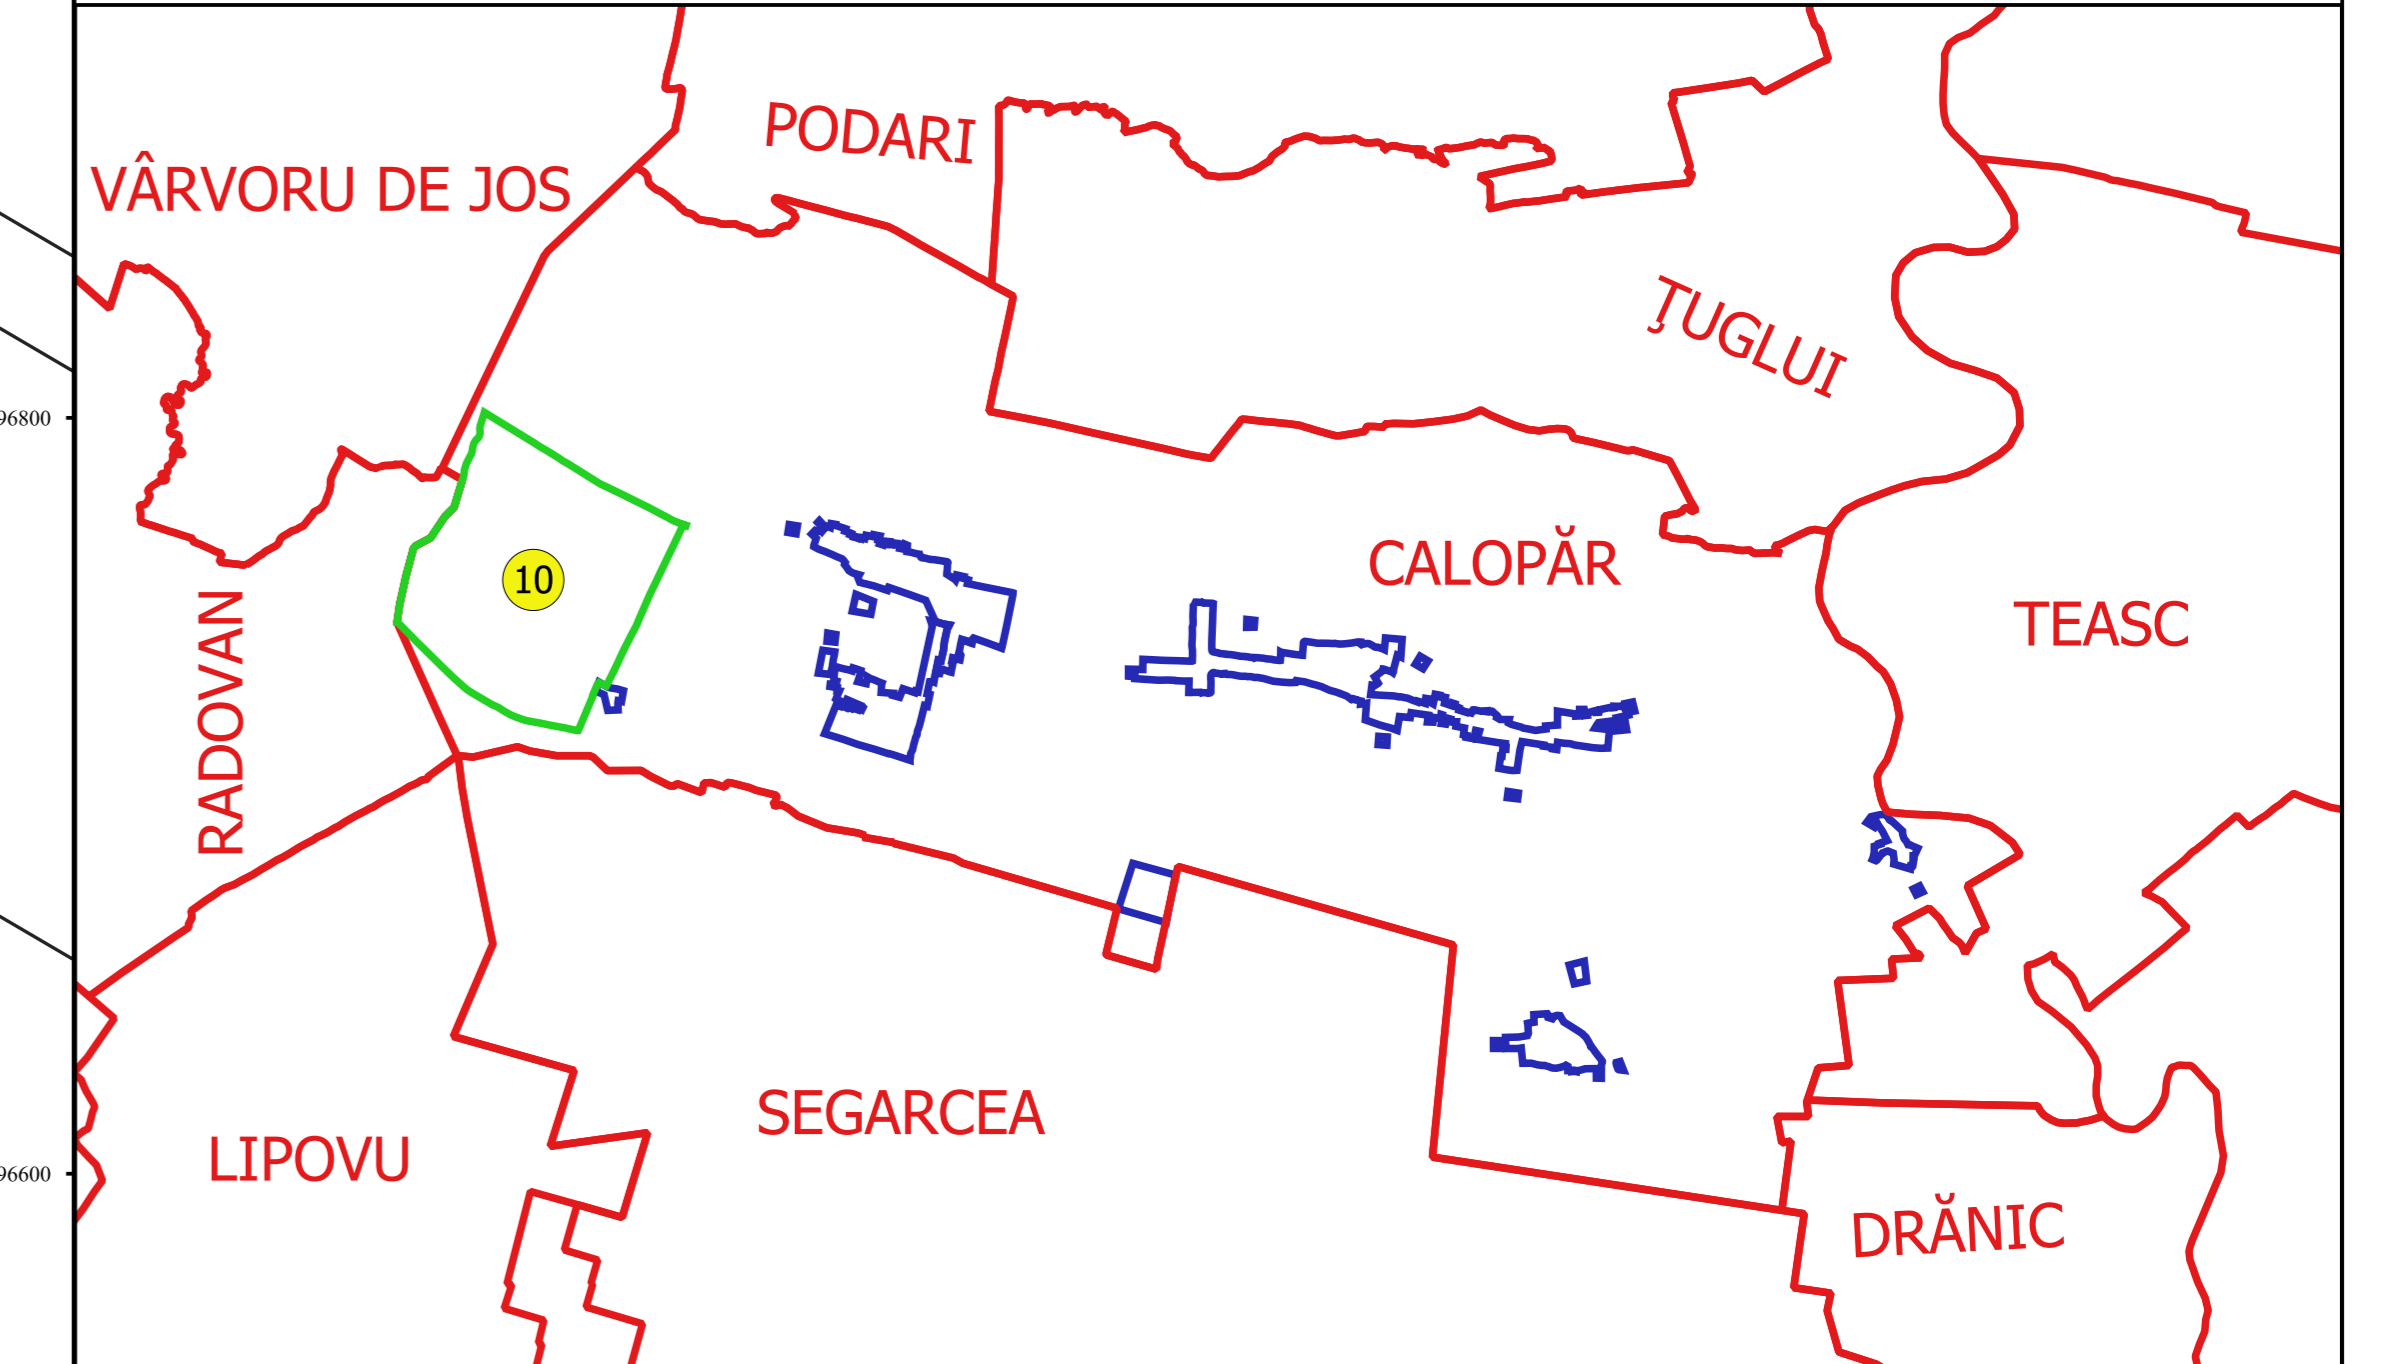 PODARI
VÂRVORU DE JOS
ŢUGLUI
96800
CALOPĂR
10
TEASC
RADOVAN
SEGARCEA
LIPOVU
96600
DRĂNIC